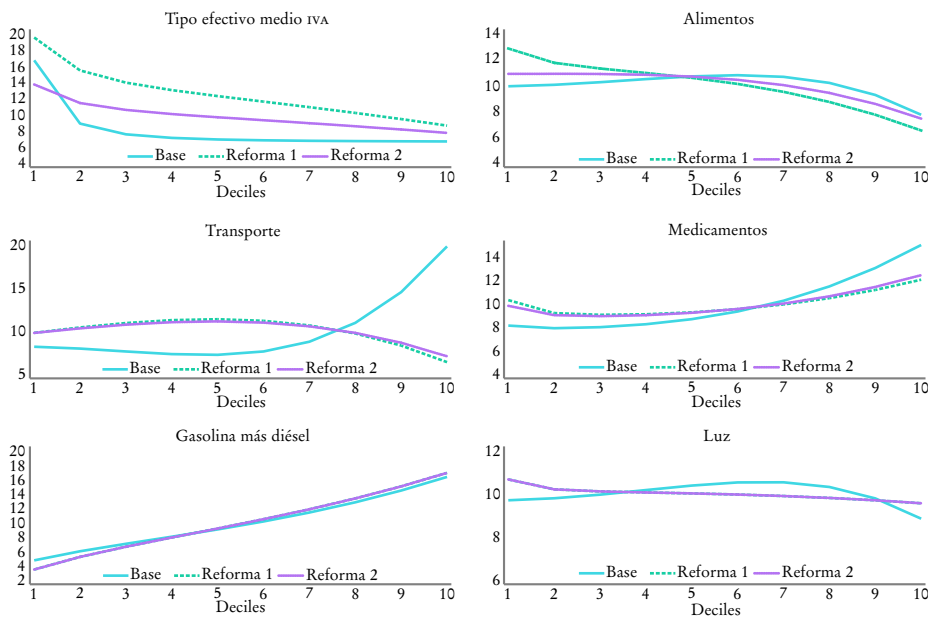 Tipo efectivo medio IVA
20
18
16
14
12
10
8
6
4
Base Reforma 1 Reforma 2
1 2 3 4 5 6 7 8 9 10
Deciles
Alimentos
14
12
10
8
6
4
Base Reforma 1 Reforma 2
1 2 3 4 5 6 7 8 9 10
Deciles
Transporte
20
15
10
5
Base Reforma 1 Reforma 2
1 2 3 4 5 6 7 8 9 10
Deciles
Medicamentos
14
12
10
8
6
4
Base Reforma 1 Reforma 2
1 2 3 4 5 6 7 8 9 10
Deciles
Gasolina más diésel
20
18
16
14
12
10
8
6
4
2
Base Reforma 1 Reforma 2
1 2 3 4 5 6 7 8 9 10
Deciles
Luz
12
10
8
6
Base Reforma 1 Reforma 2
1 2 3 4 5 6 7 8 9 10
Deciles